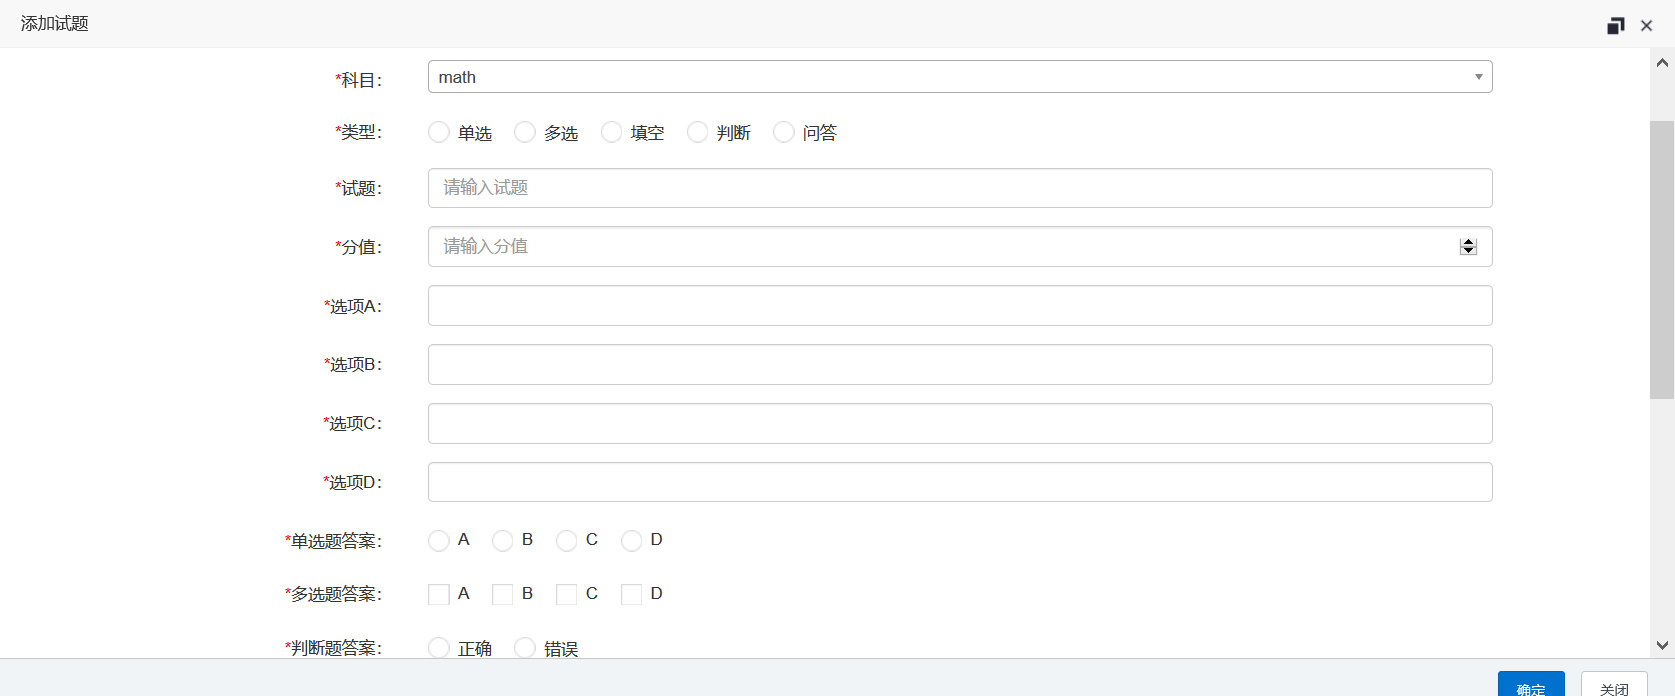 添加试题
*科目： math
*类型： 单选 多选 填空 判断 问答
*试题： 请输入试题
*分值： 请输入分值
*选项A：
*选项B：
*选项C：
*选项D：
*单选题答案： A B C D
*多选题答案： A B C D
*判断题答案： 正确 错误
确定 关闭